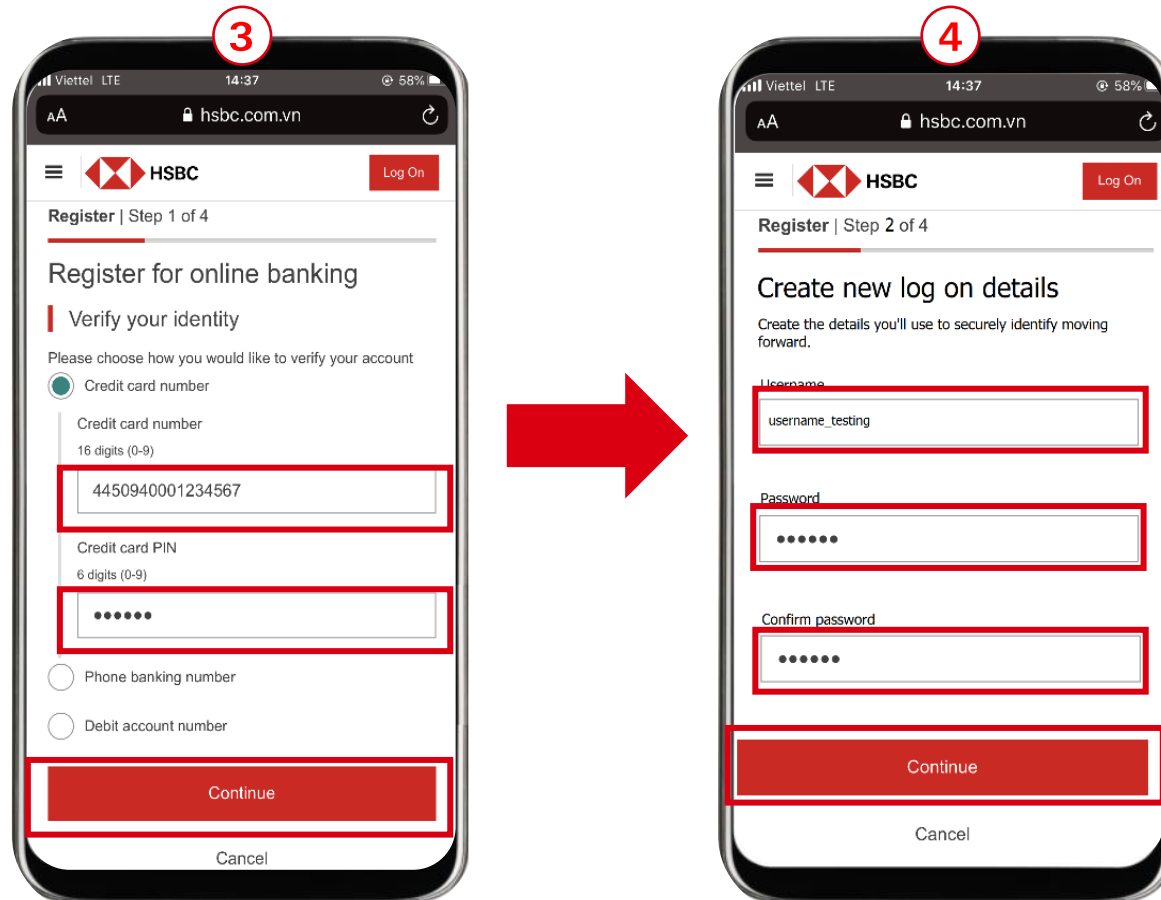 3
Viettel LTE 14:37 58%
AA hsbc.com.vn
HSBC Log On
Register | Step 1 of 4
Register for online banking
Verify your identity
Please choose how you would like to verify your account
Credit card number
Credit card number
16 digits (0-9)
4450940001234567
Credit card PIN
6 digits (0-9)
••••••
Phone banking number
Debit account number
Continue
Cancel
4
Viettel LTE 14:37 58%
AA hsbc.com.vn
HSBC Log On
Register | Step 2 of 4
Create new log on details
Create the details you'll use to securely identify moving
forward.
Username
username_testing
Password
••••••
Confirm password
••••••
Continue
Cancel